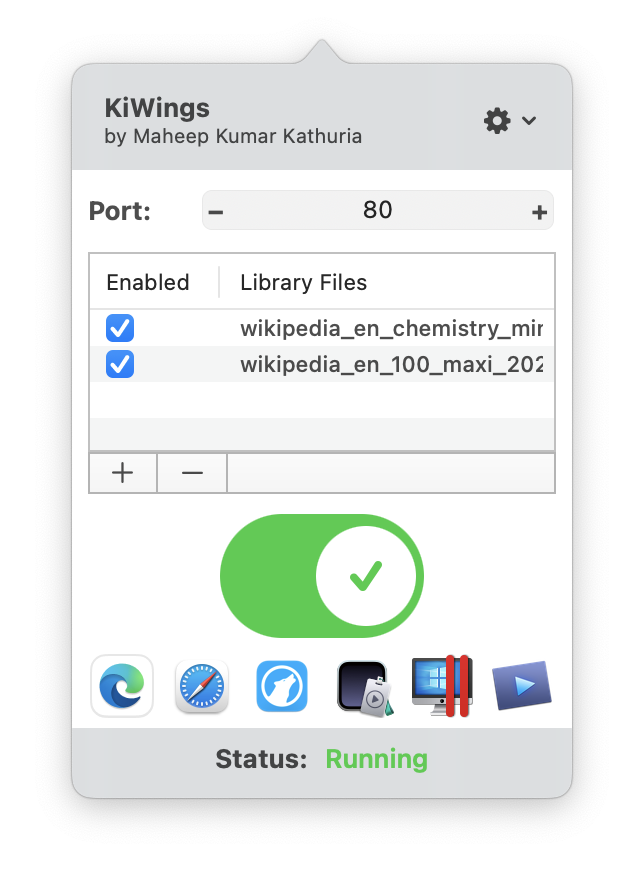 KiWings
by Maheep Kumar Kathuria
Port: − 80 +
Enabled Library Files
wikipedia_en_chemistry_mir
wikipedia_en_100_maxi_202
+ −
Status: Running